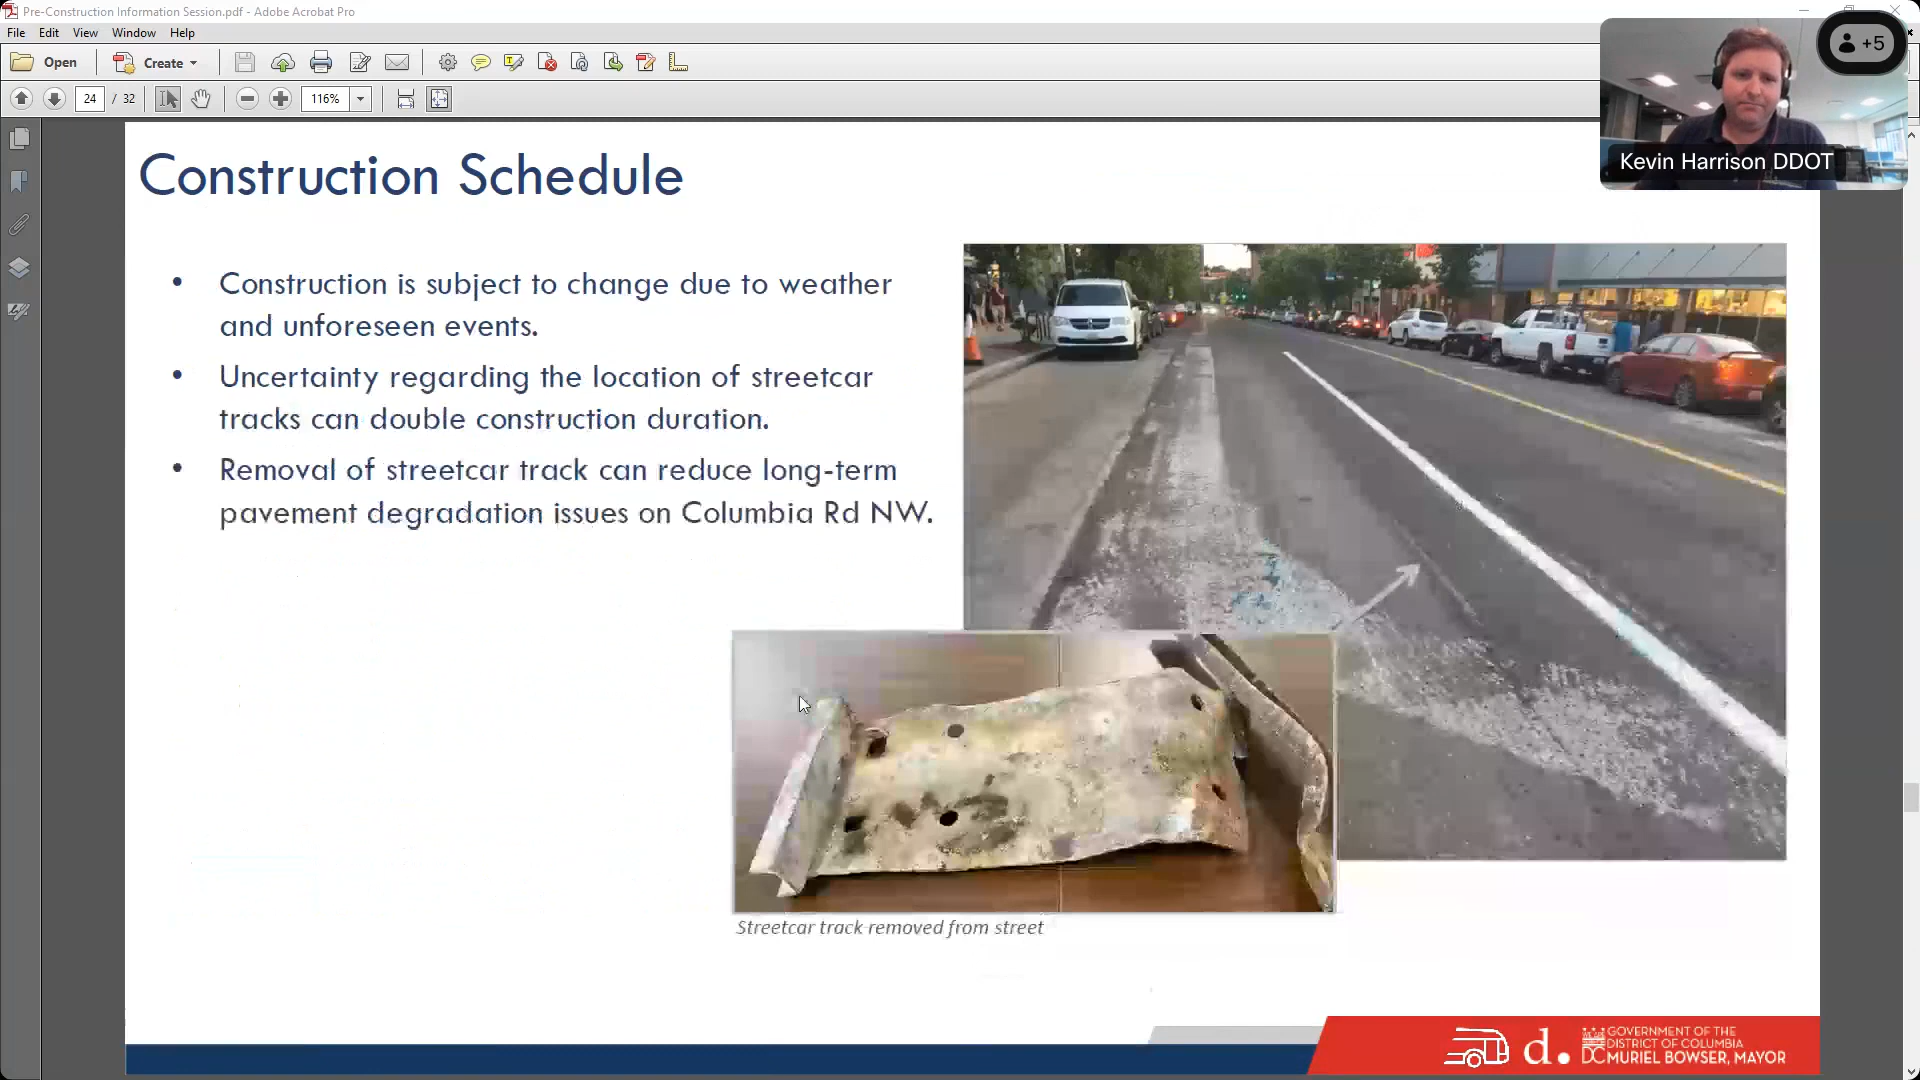 Pre-Construction Information Session.pdf - Adobe Acrobat Pro
File Edit View Window Help
Open Create
24 / 32 116%
+5
Kevin Harrison DDOT
Construction Schedule
• Construction is subject to change due to weather
and unforeseen events.
• Uncertainty regarding the location of streetcar
tracks can double construction duration.
• Removal of streetcar track can reduce long-term
pavement degradation issues on Columbia Rd NW.
Streetcar track removed from street
d.
WE ARE
DC
GOVERNMENT OF THE
DISTRICT OF COLUMBIA
MURIEL BOWSER, MAYOR